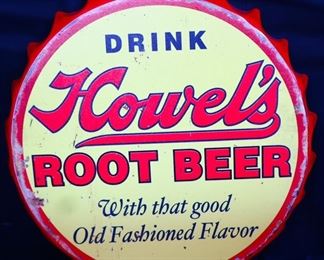 DRINK
Howel's
ROOT BEER
With that good
Old Fashioned Flavor